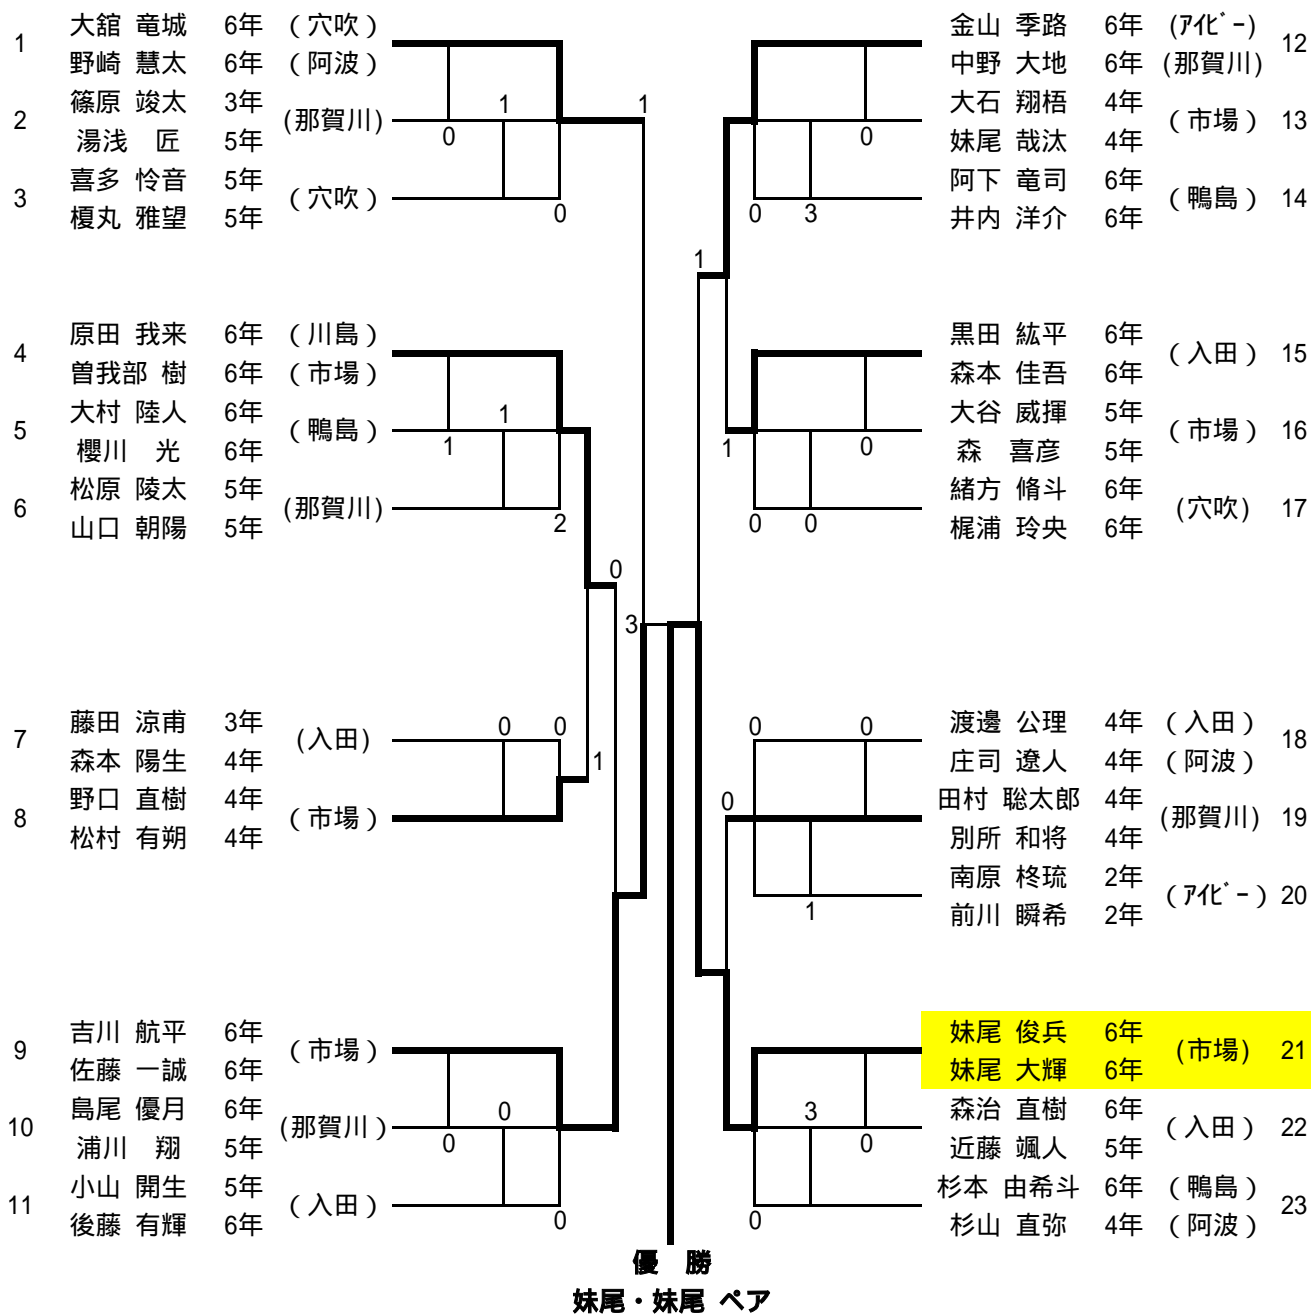 1 大舘 竜城 6年 (穴吹)
野崎 慧太 6年 (阿波)
2 篠原 竣太 3年 (那賀川)
湯浅 匠 5年
3 喜多 怜音 5年 (穴吹)
榎丸 雅望 5年
0
1
0
1
4 原田 我来 6年 (川島)
曽我部 樹 6年 (市場)
5 大村 陸人 6年 (鴨島)
櫻川 光 6年
6 松原 陵太 5年 (那賀川)
山口 朝陽 5年
1
1
2
0
3
7 藤田 涼甫 3年 (入田)
森本 陽生 4年
8 野口 直樹 4年 (市場)
松村 有朔 4年
0
0
1
9 吉川 航平 6年 (市場)
佐藤 一誠 6年
10 島尾 優月 6年 (那賀川)
浦川 翔 5年
11 小山 開生 5年 (入田)
後藤 有輝 6年
0
0
0
金山 季路 6年 (ｱｲﾋﾞｰ) 12
中野 大地 6年 (那賀川)
大石 翔梧 4年 (市場) 13
妹尾 哉汰 4年
阿下 竜司 6年 (鴨島) 14
井内 洋介 6年
0
0 3
1
黒田 紘平 6年 (入田) 15
森本 佳吾 6年
大谷 威揮 5年 (市場) 16
森 喜彦 5年
緒方 脩斗 6年 (穴吹) 17
梶浦 玲央 6年
1
0
0 0
渡邊 公理 4年 (入田) 18
庄司 遼人 4年 (阿波)
田村 聡太郎 4年 (那賀川) 19
別所 和将 4年
南原 柊琉 2年 (ｱｲﾋﾞｰ) 20
前川 瞬希 2年
0 0
0
1
妹尾 俊兵 6年 (市場) 21
妹尾 大輝 6年
森治 直樹 6年 (入田) 22
近藤 颯人 5年
杉本 由希斗 6年 (鴨島) 23
杉山 直弥 4年 (阿波)
3
0
0
優 勝
妹尾・妹尾 ペア